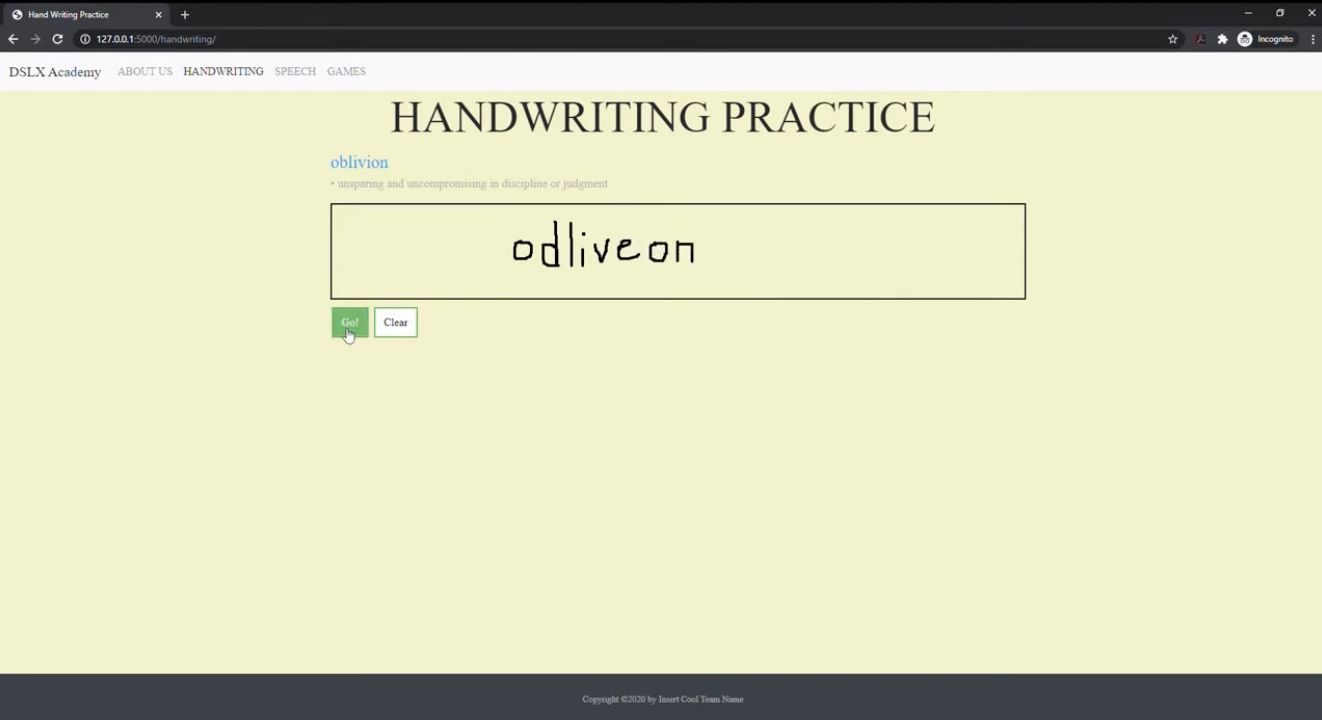 Hand Writing Practice
127.0.0.1:5000/handwriting/
Incognito
DSLX Academy ABOUT US HANDWRITING SPEECH GAMES
HANDWRITING PRACTICE
oblivion
• unsparing and uncompromising in discipline or judgment
odliveon
Go! Clear
Copyright ©2020 by Insert Cool Team Name